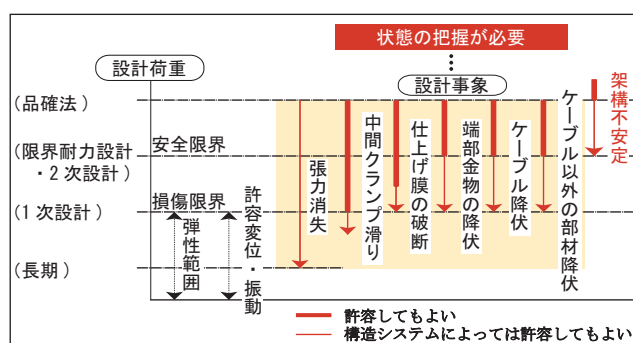 状態の把握が必要
設計荷重
設計事象
(品確法)
(限界耐力設計
・2次設計)
(1次設計)
(長期)
安全限界
損傷限界
弾性範囲
許容変位・振動
張力消失
中間クランプ滑り
仕上げ膜の破断
端部金物の降伏
ケーブル降伏
ケーブル以外の部材降伏
架構不安定
許容してもよい
構造システムによっては許容してもよい